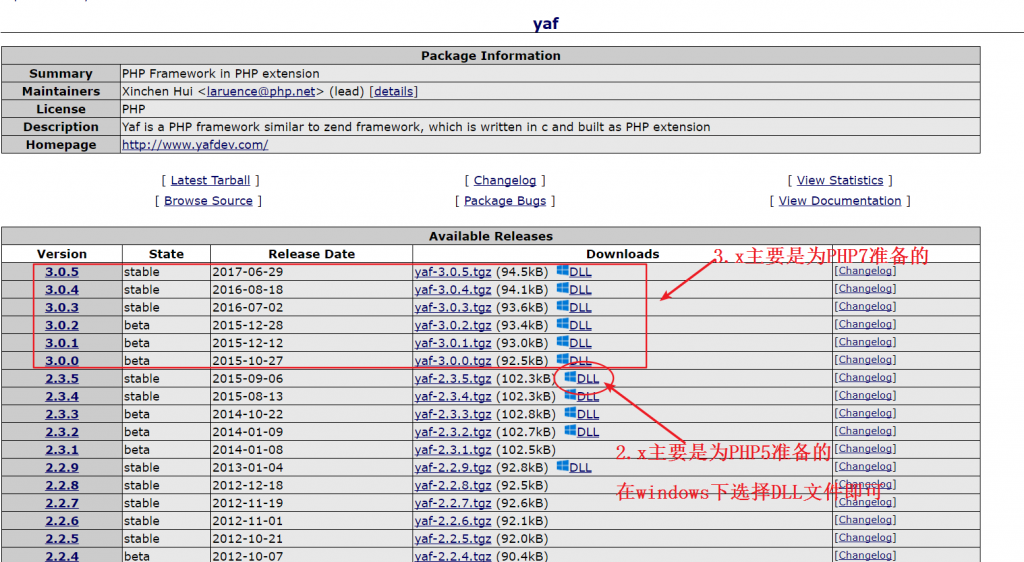 yaf
Package Information
Summary PHP Framework in PHP extension
Maintainers Xinchen Hui <laruence@php.net> (lead) [details]
License PHP
Description Yaf is a PHP framework similar to zend framework, which is written in c and built as PHP extension
Homepage http://www.yafdev.com/
[ Latest Tarball ] [ Changelog ] [ View Statistics ]
[ Browse Source ] [ Package Bugs ] [ View Documentation ]
Available Releases
Version State Release Date Downloads
3.x主要是为PHP7准备的
3.0.5 stable 2017-06-29 yaf-3.0.5.tgz (94.5kB) DLL [Changelog]
3.0.4 stable 2016-08-18 yaf-3.0.4.tgz (94.1kB) DLL [Changelog]
3.0.3 stable 2016-07-02 yaf-3.0.3.tgz (93.6kB) DLL [Changelog]
3.0.2 beta 2015-12-28 yaf-3.0.2.tgz (93.4kB) DLL [Changelog]
3.0.1 beta 2015-12-12 yaf-3.0.1.tgz (93.0kB) DLL [Changelog]
3.0.0 beta 2015-10-27 yaf-3.0.0.tgz (92.5kB) DLL [Changelog]
2.3.5 stable 2015-09-06 yaf-2.3.5.tgz (102.3kB) DLL [Changelog]
2.3.4 stable 2015-08-13 yaf-2.3.4.tgz (102.3kB) DLL [Changelog]
2.3.3 beta 2014-10-22 yaf-2.3.3.tgz (102.8kB) DLL [Changelog]
2.3.2 beta 2014-01-09 yaf-2.3.2.tgz (102.7kB) DLL [Changelog]
2.3.1 beta 2014-01-08 yaf-2.3.1.tgz (102.5kB) [Changelog]
2.x主要是为PHP5准备的
2.2.9 stable 2013-01-04 yaf-2.2.9.tgz (92.8kB) DLL [Changelog]
2.2.8 stable 2012-12-18 yaf-2.2.8.tgz (92.5kB) [Changelog]
在windows下选择DLL文件即可
2.2.7 stable 2012-11-19 yaf-2.2.7.tgz (92.6kB) [Changelog]
2.2.6 stable 2012-11-01 yaf-2.2.6.tgz (92.1kB) [Changelog]
2.2.5 stable 2012-10-21 yaf-2.2.5.tgz (92.0kB) [Changelog]
2.2.4 beta 2012-10-07 yaf-2.2.4.tgz (90.4kB) [Changelog]